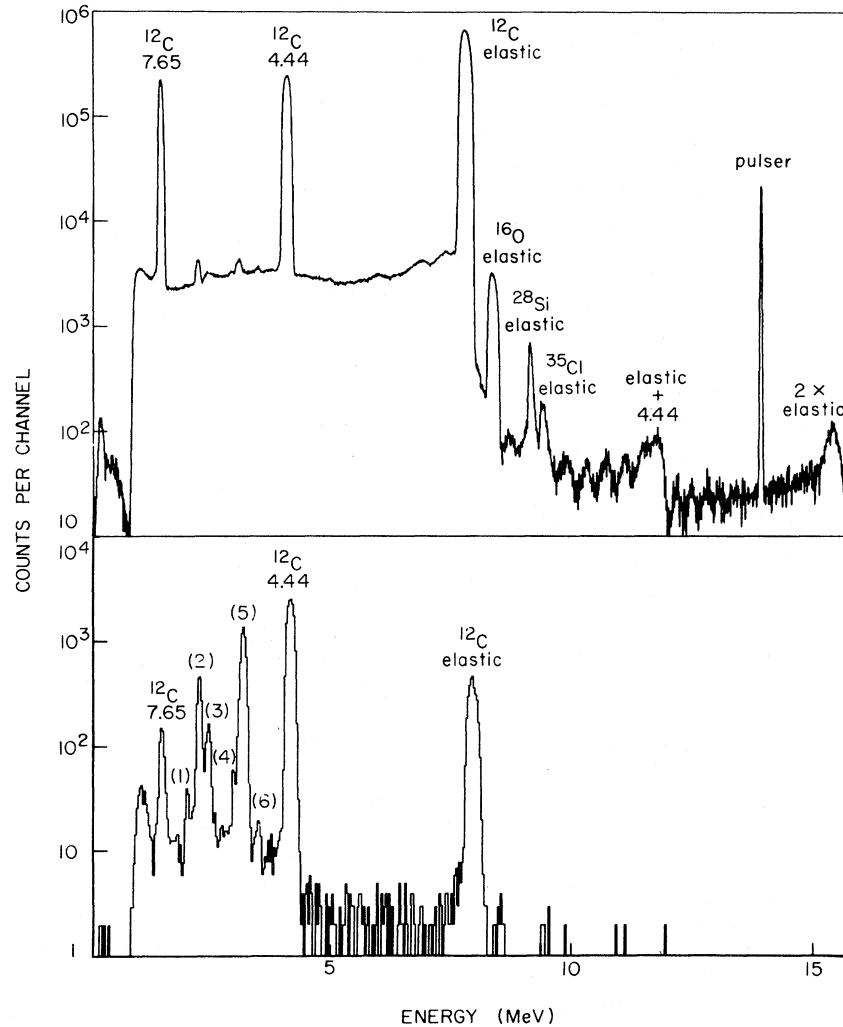 10⁶
¹²C
7.65
¹²C
4.44
¹²C
elastic
10⁵
pulser
10⁴
¹⁶O
elastic
²⁸Si
elastic
10³
³⁵Cl
elastic
elastic
+
4.44
2 ×
elastic
10²
10
COUNTS PER CHANNEL
10⁴
¹²C
4.44
(5)
10³
¹²C
elastic
(2)
¹²C
7.65
(3)
10²
(4)
(1)
(6)
10
1
5
10
15
ENERGY (MeV)